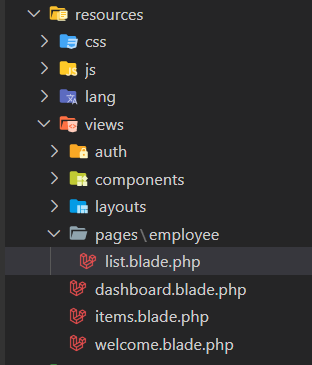 resources
css
js
lang
views
auth
components
layouts
pages\employee
list.blade.php
dashboard.blade.php
items.blade.php
welcome.blade.php